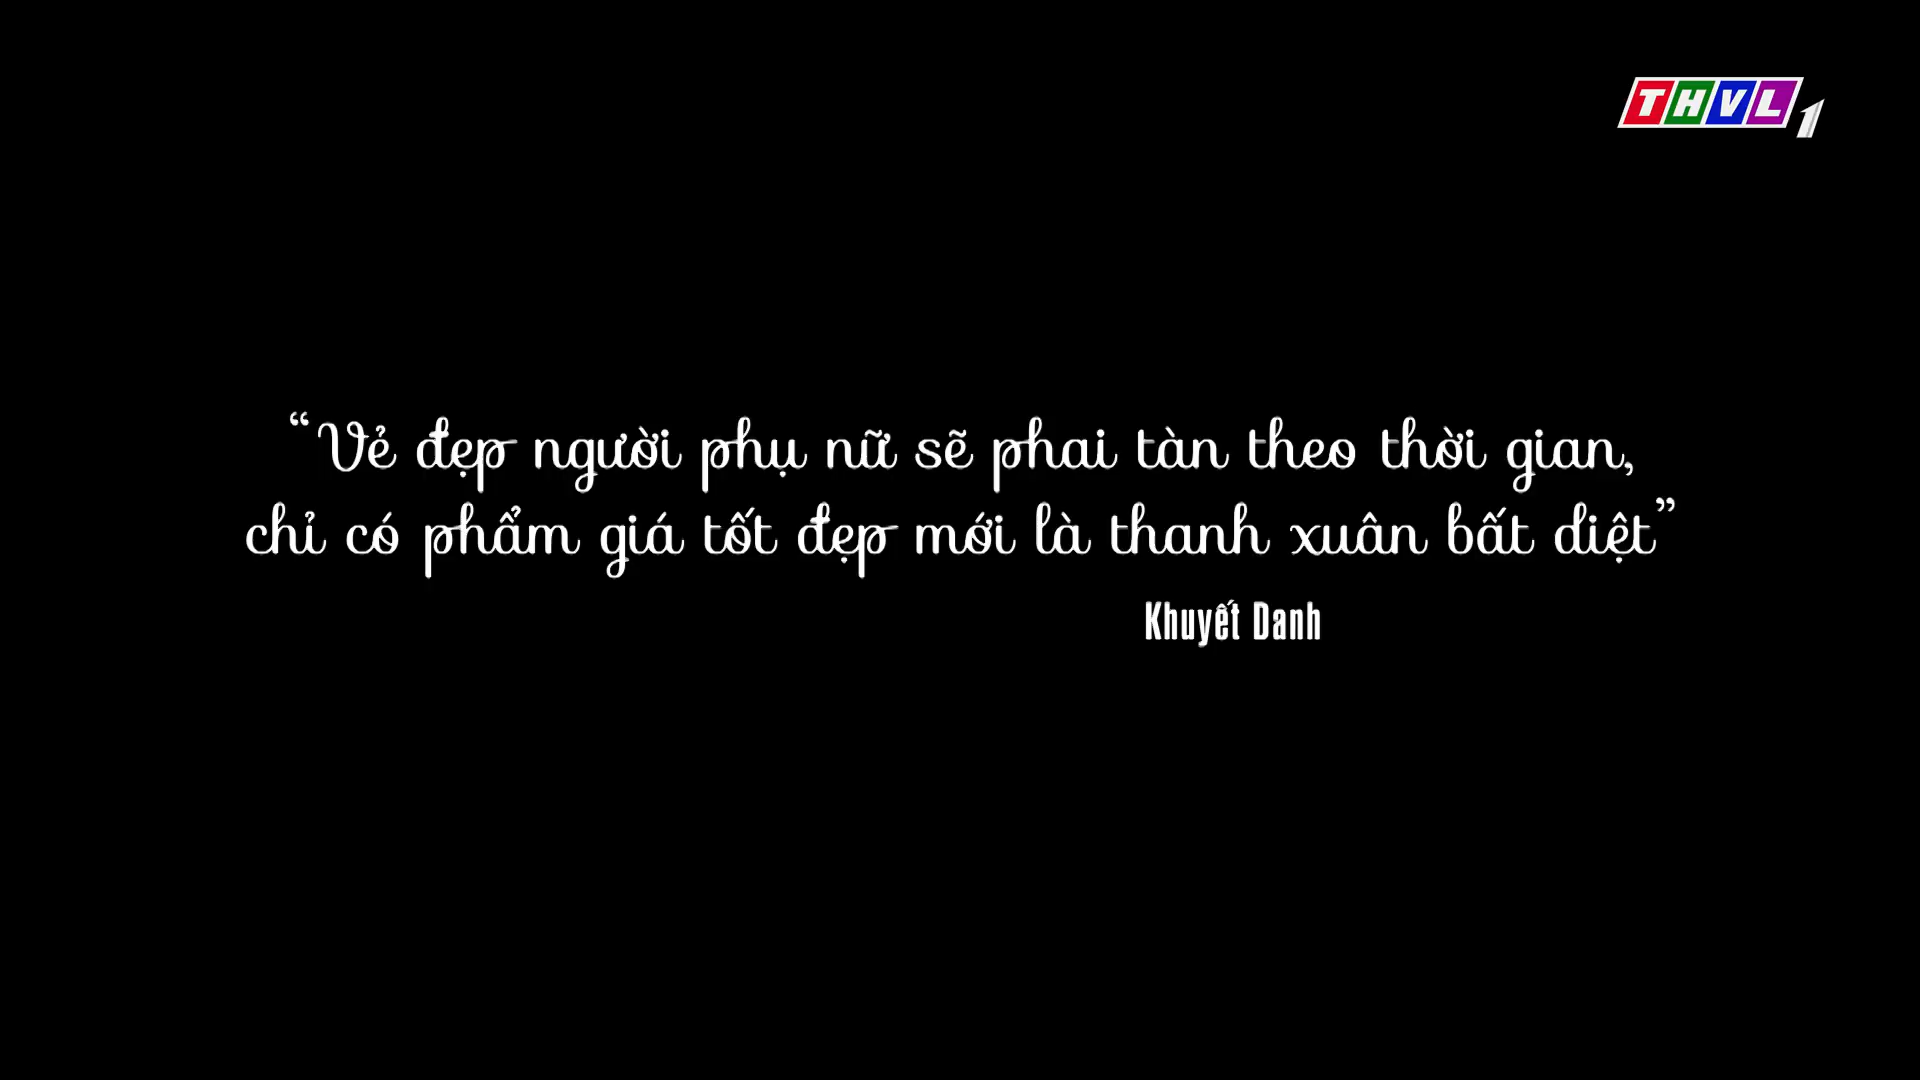 THVL1
“Vẻ đẹp người phụ nữ sẽ phai tàn theo thời gian,
chỉ có phẩm giá tốt đẹp mới là thanh xuân bất diệt”
Khuyết Danh